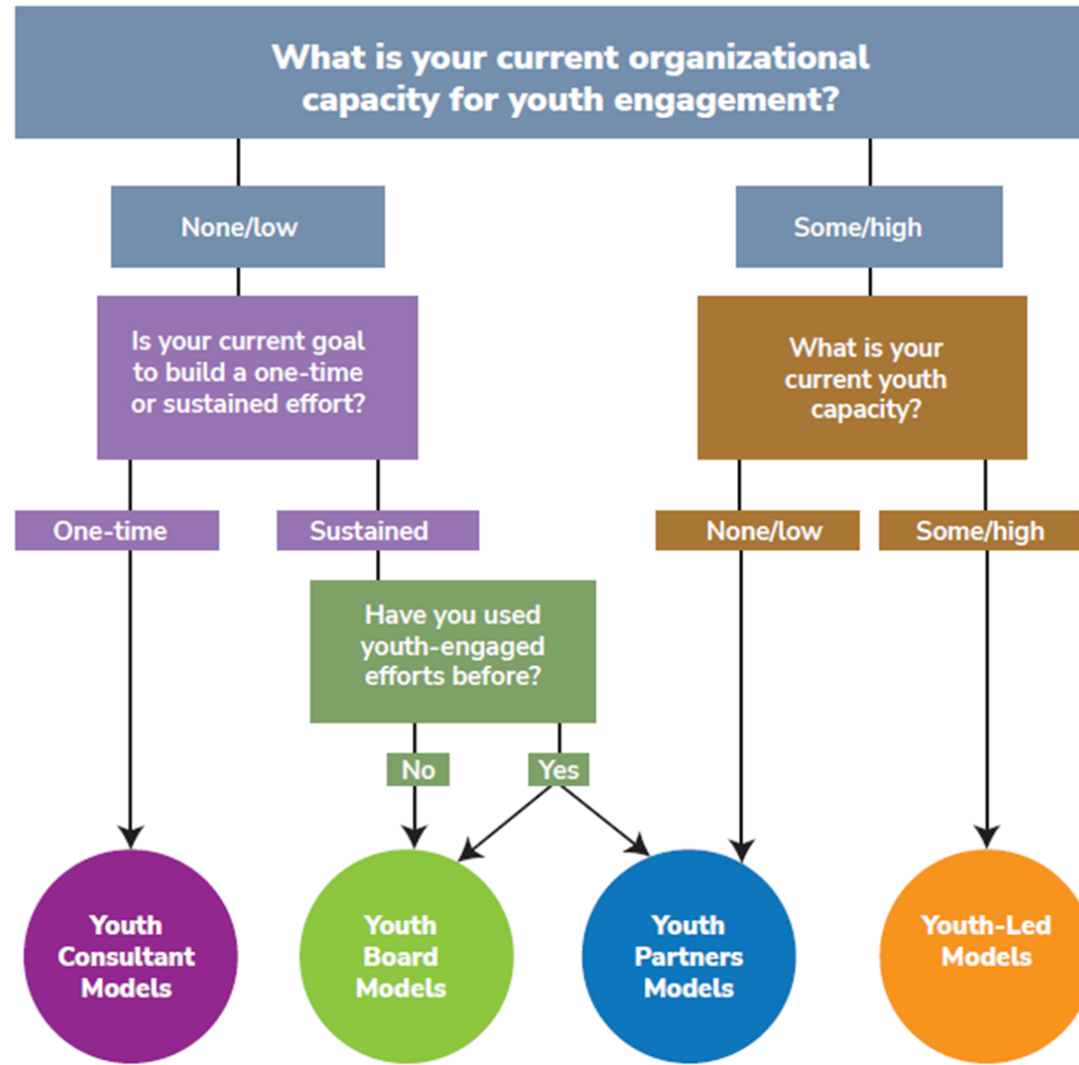 What is your current organizational
capacity for youth engagement?
None/low
Some/high
Is your current goal
to build a one-time
or sustained effort?
What is your
current youth
capacity?
One-time
Sustained
None/low
Some/high
Have you used
youth-engaged
efforts before?
No
Yes
Youth
Consultant
Models
Youth
Board
Models
Youth
Partners
Models
Youth-Led
Models